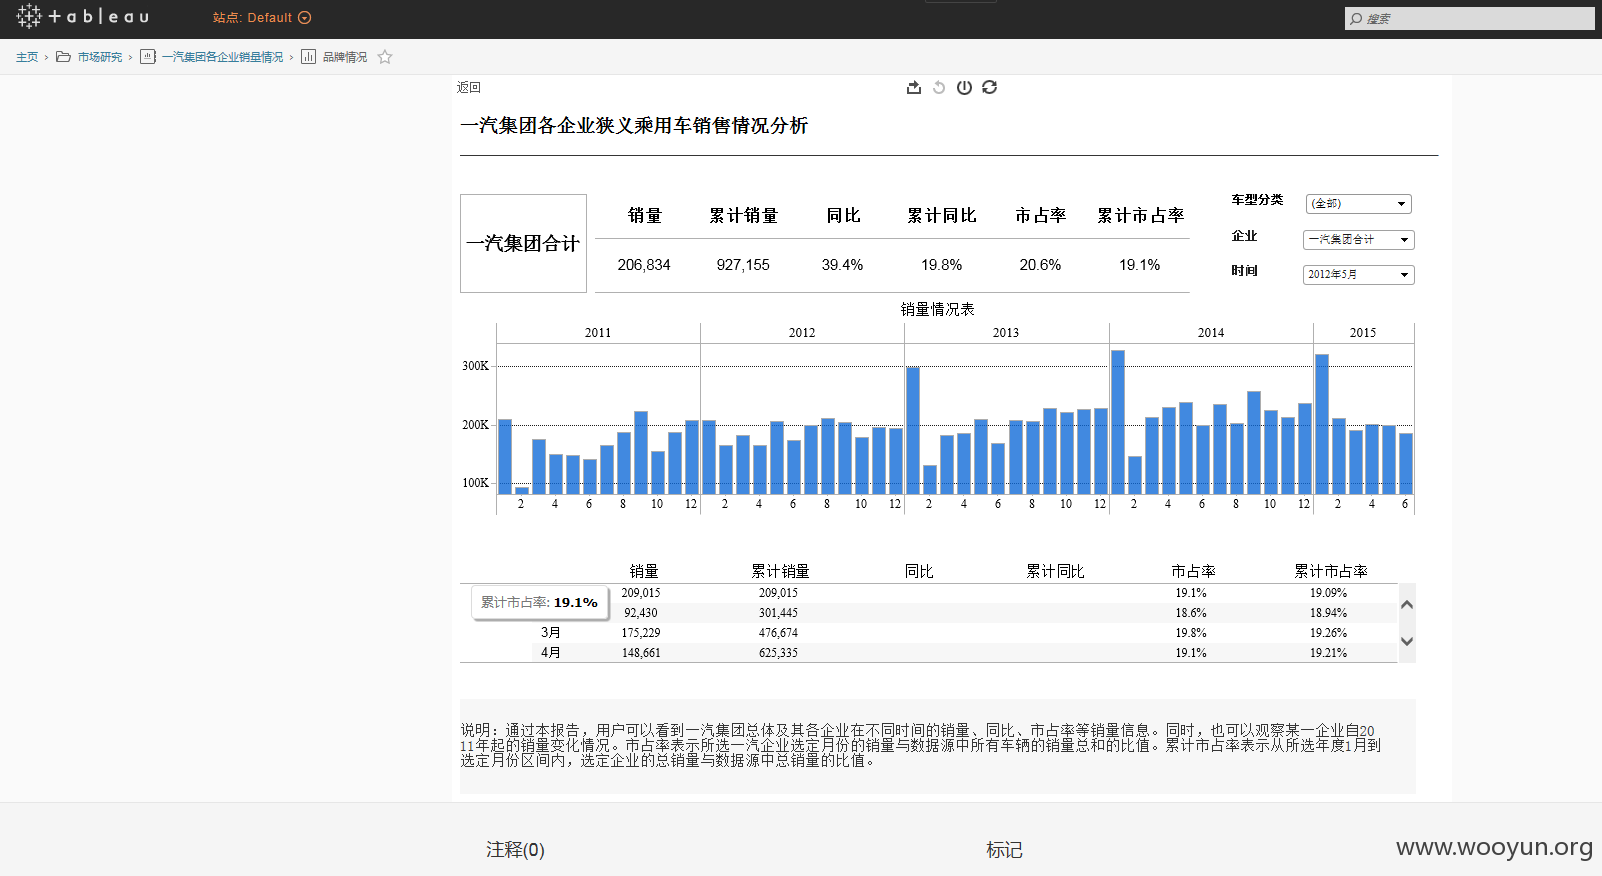 +ableau
站点: Default
搜索
主页 › 市场研究 › 一汽集团各企业销量情况 › 品牌情况
返回
一汽集团各企业狭义乘用车销售情况分析
一汽集团合计
销量 累计销量 同比 累计同比 市占率 累计市占率
206,834 927,155 39.4% 19.8% 20.6% 19.1%
车型分类 (全部)
企业 一汽集团合计
时间 2012年5月
销量情况表
2011 2012 2013 2014 2015
300K
200K
100K
2 4 6 8 10 12 2 4 6 8 10 12 2 4 6 8 10 12 2 4 6 8 10 12 2 4 6
销量 累计销量 同比 累计同比 市占率 累计市占率
累计市占率: 19.1%
209,015 209,015 19.1% 19.09%
92,430 301,445 18.6% 18.94%
3月 175,229 476,674 19.8% 19.26%
4月 148,661 625,335 19.1% 19.21%
说明：通过本报告，用户可以看到一汽集团总体及其各企业在不同时间的销量、同比、市占率等销量信息。同时，也可以观察某一企业自20
11年起的销量变化情况。市占率表示所选一汽企业选定月份的销量与数据源中所有车辆的销量总和的比值。累计市占率表示从所选年度1月到
选定月份区间内，选定企业的总销量与数据源中总销量的比值。
注释(0) 标记
www.wooyun.org